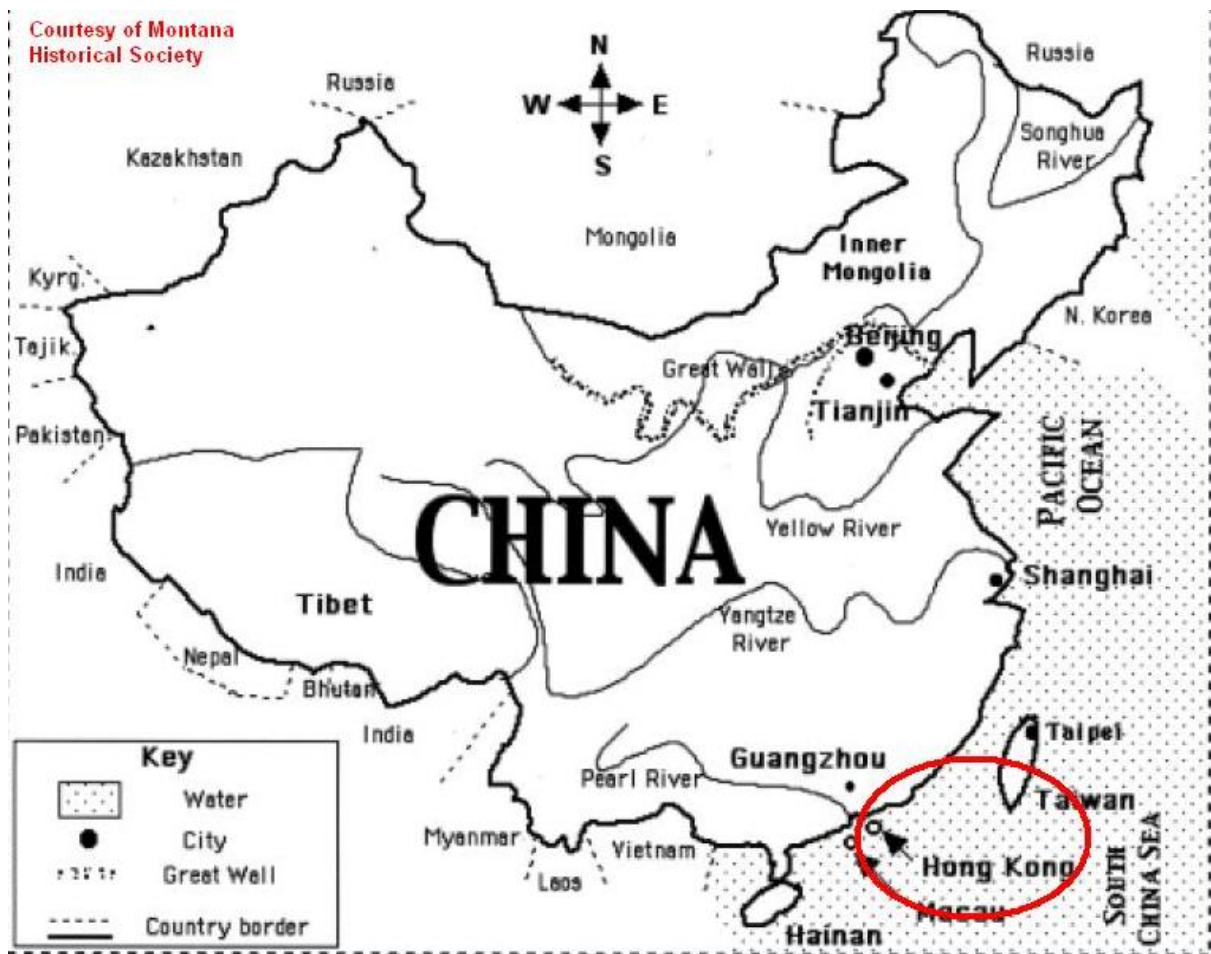 Courtesy of Montana
Historical Society
Russia
N
Russia
W
E
S
Kazakhstan
Songhua
River
Mongolia
Inner
Mongolia
Kyrg.
N. Korea
Tajik.
Beijing
Great Wall
Tianjin
Pakistan
PACIFIC
OCEAN
CHINA
Yellow River
India
Shanghai
Tibet
Yangtze
River
Nepal
Bhutan
India
Taipei
Key
Guangzhou
Pearl River
Water
Taiwan
City
Myanmar
Vietnam
Hong Kong
Great Wall
Laos
SOUTH
CHINA SEA
Macau
Country border
Hainan